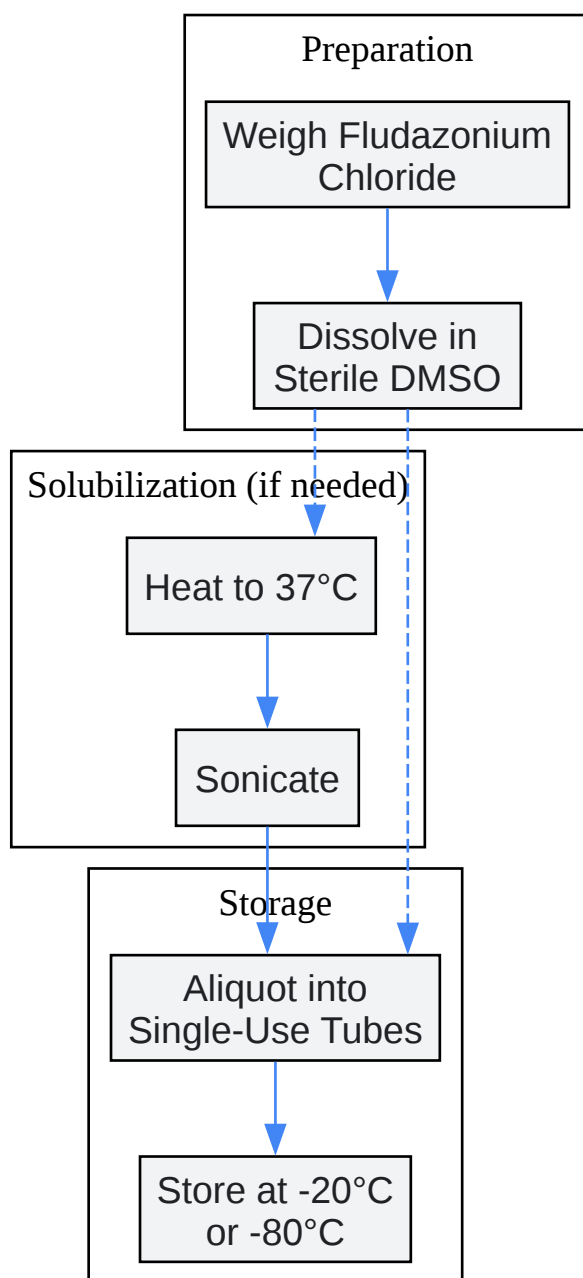 Preparation
Weigh Fludazonium
Chloride
Dissolve in
Sterile DMSO
Solubilization (if needed)
Heat to 37°C
Sonicate
Storage
Aliquot into
Single-Use Tubes
Store at -20°C
or -80°C